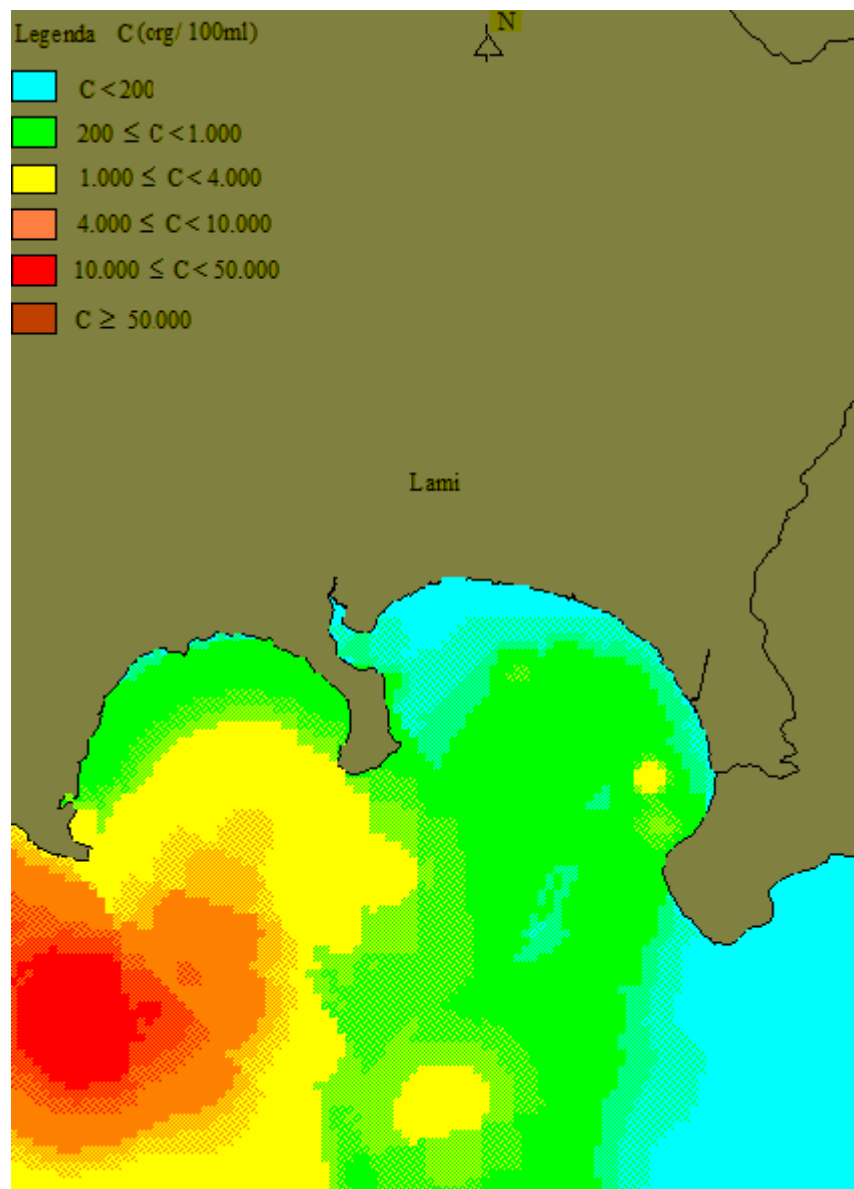 Legenda C (org/ 100ml)
N
C < 200
200 ≤ C < 1.000
1.000 ≤ C < 4.000
4.000 ≤ C < 10.000
10.000 ≤ C < 50.000
C ≥ 50.000
Lami